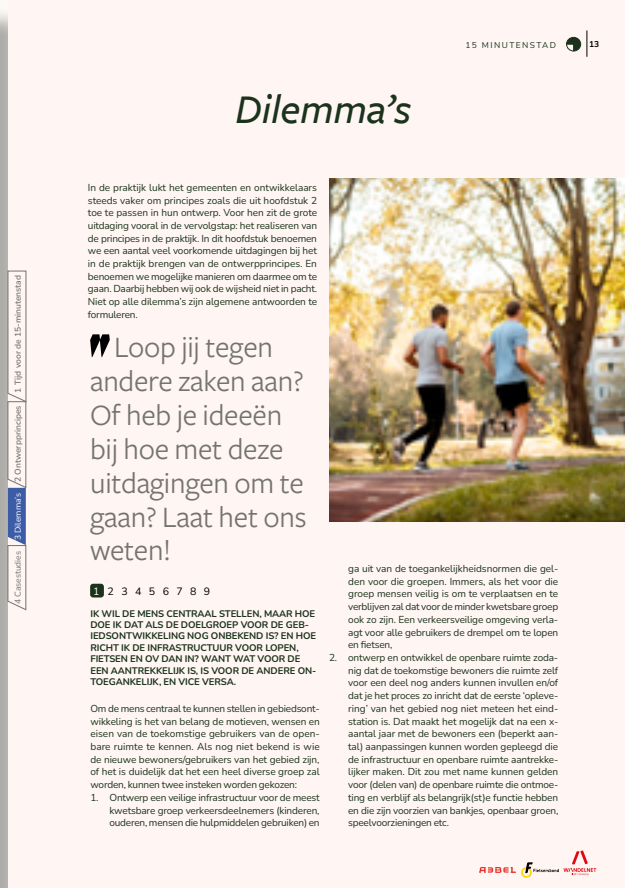 15 MINUTENSTAD
13
Dilemma's
In de praktijk lukt het gemeenten en ontwikkelaars
steeds vaker om principes zoals die uit hoofdstuk 2
toe te passen in hun ontwerp. Voor hen zit de grote
uitdaging vooral in de vervolgstap: het realiseren van
de principes in de praktijk. In dit hoofdstuk benoemen
we een aantal veel voorkomende uitdagingen bij het
in de praktijk brengen van de ontwerpprincipes. En
benoemen we mogelijke manieren om daarmee om te
gaan. Daarbij hebben wij ook de wijsheid niet in pacht.
Niet op alle dilemma's zijn algemene antwoorden te
formuleren.
" Loop jij tegen
andere zaken aan?
Of heb je ideeën
bij hoe met deze
uitdagingen om te
gaan? Laat het ons
weten!
1 2 3 4 5 6 7 8 9
IK WIL DE MENS CENTRAAL STELLEN, MAAR HOE
DOE IK DAT ALS DE DOELGROEP VOOR DE GEB-
IEDSONTWIKKELING NOG ONBEKEND IS? EN HOE
RICHT IK DE INFRASTRUCTUUR VOOR LOPEN,
FIETSEN EN OV DAN IN? WANT WAT VOOR DE
EEN AANTREKKELIJK IS, IS VOOR DE ANDERE ON-
TOEGANKELIJK, EN VICE VERSA.
Om de mens centraal te kunnen stellen in gebiedsont-
wikkeling is het van belang de motieven, wensen en
eisen van de toekomstige gebruikers van de open-
bare ruimte te kennen. Als nog niet bekend is wie
de nieuwe bewoners/gebruikers van het gebied zijn,
of het is duidelijk dat het een heel diverse groep zal
worden, kunnen twee insteken worden gekozen:
1. Ontwerp een veilige infrastructuur voor de meest
kwetsbare groep verkeersdeelnemers (kinderen,
ouderen, mensen die hulpmiddelen gebruiken) en
ga uit van de toegankelijkheidsnormen die gel-
den voor die groepen. Immers, als het voor die
groep mensen veilig is om te verplaatsen en te
verblijven zal dat voor de minder kwetsbare groep
ook zo zijn. Een verkeersveilige omgeving verla-
agt voor alle gebruikers de drempel om te lopen
en fietsen,
2. ontwerp en ontwikkel de openbare ruimte zoda-
nig dat de toekomstige bewoners die ruimte zelf
voor een deel nog anders kunnen invullen en/of
dat je het proces zo inricht dat de eerste 'opleve-
ring' van het gebied nog niet meteen het eind-
station is. Dat maakt het mogelijk dat na een x-
aantal jaar met de bewoners een (beperkt aan-
tal) aanpassingen kunnen worden gepleegd die
de infrastructuur en openbare ruimte aantrekke-
lijker maken. Dit zou met name kunnen gelden
voor (delen van) de openbare ruimte die ontmoe-
ting en verblijf als belangrijk(st)e functie hebben
en die zijn voorzien van bankjes, openbaar groen,
speelvoorzieningen etc.
1 Tijd voor de 15-minutenstad
2 Ontwerpprincipes
3 Dilemma's
4 Casestudies
Fietsersbond
WANDELNET